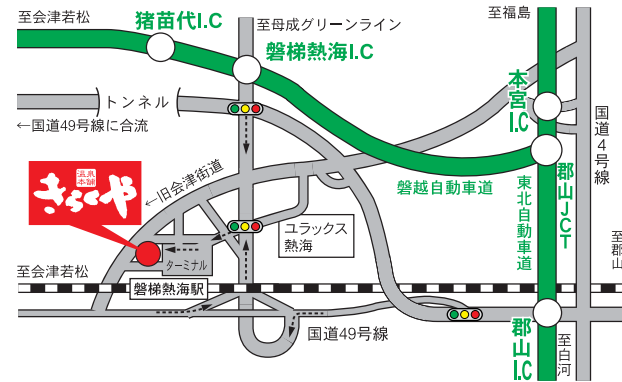 至会津若松
猪苗代I.C
至母成グリーンライン
磐梯熱海I.C
至福島
本宮I.C
国道4号線
トンネル
←国道49号線に合流
温泉本舗
きらくや
←旧会津街道
磐越自動車道
東北自動車道
郡山JCT
至郡山
ユラックス
熱海
ターミナル
至会津若松
磐梯熱海駅
国道49号線
郡山I.C
至白河